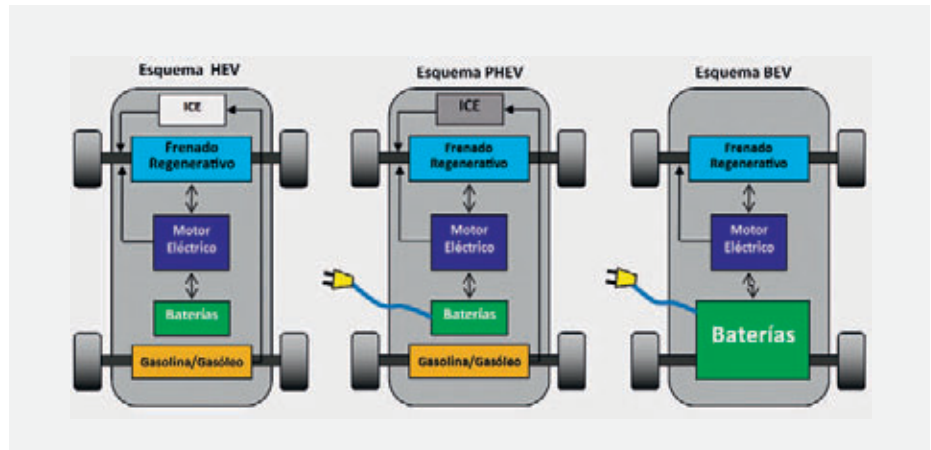 Esquema HEV
ICE
Frenado
Regenerativo
Motor
Eléctrico
Baterías
Gasolina/Gasóleo
Esquema PHEV
ICE
Frenado
Regenerativo
Motor
Eléctrico
Baterías
Gasolina/Gasóleo
Esquema BEV
Frenado
Regenerativo
Motor
Eléctrico
Baterías